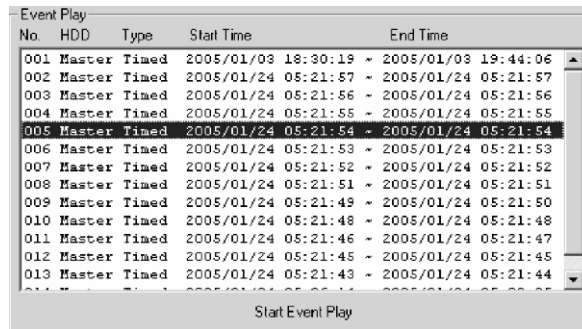 Event Play
No. HDD Type Start Time End Time
001 Master Timed 2005/01/03 18:30:19 ~ 2005/01/03 19:44:06
002 Master Timed 2005/01/24 05:21:57 ~ 2005/01/24 05:21:57
003 Master Timed 2005/01/24 05:21:56 ~ 2005/01/24 05:21:56
004 Master Timed 2005/01/24 05:21:55 ~ 2005/01/24 05:21:55
005 Master Timed 2005/01/24 05:21:54 ~ 2005/01/24 05:21:54
006 Master Timed 2005/01/24 05:21:53 ~ 2005/01/24 05:21:53
007 Master Timed 2005/01/24 05:21:52 ~ 2005/01/24 05:21:52
008 Master Timed 2005/01/24 05:21:51 ~ 2005/01/24 05:21:51
009 Master Timed 2005/01/24 05:21:49 ~ 2005/01/24 05:21:50
010 Master Timed 2005/01/24 05:21:48 ~ 2005/01/24 05:21:48
011 Master Timed 2005/01/24 05:21:46 ~ 2005/01/24 05:21:47
012 Master Timed 2005/01/24 05:21:45 ~ 2005/01/24 05:21:45
013 Master Timed 2005/01/24 05:21:43 ~ 2005/01/24 05:21:44
Start Event Play